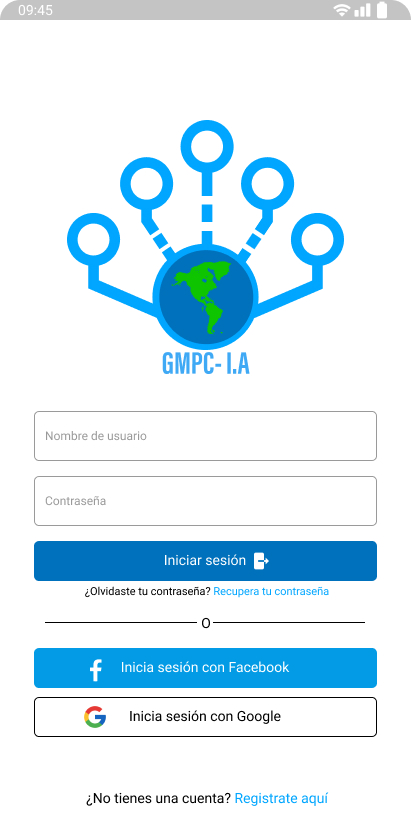 09:45
GMPC- I.A
Nombre de usuario
Contraseña
Iniciar sesión
¿Olvidaste tu contraseña? Recupera tu contraseña
O
Inicia sesión con Facebook
Inicia sesión con Google
¿No tienes una cuenta? Registrate aquí